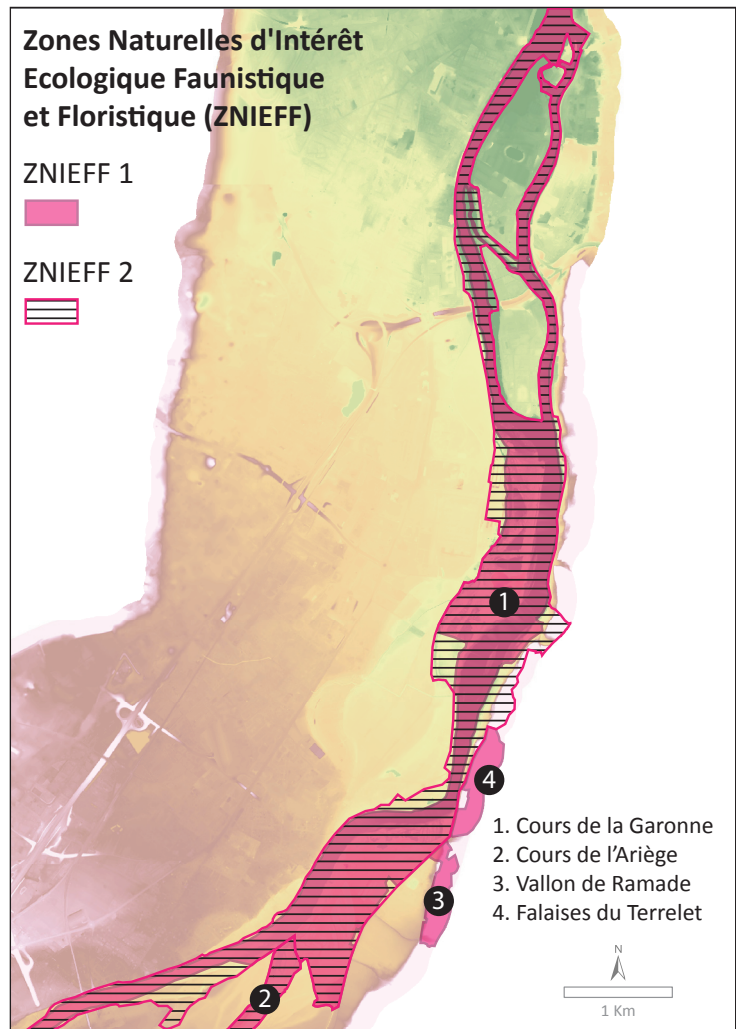 Zones Naturelles d'Intérêt
Ecologique Faunistique
et Floristique (ZNIEFF)
ZNIEFF 1
ZNIEFF 2
1
4
3
2
1. Cours de la Garonne
2. Cours de l’Ariège
3. Vallon de Ramade
4. Falaises du Terrelet
N
1 Km